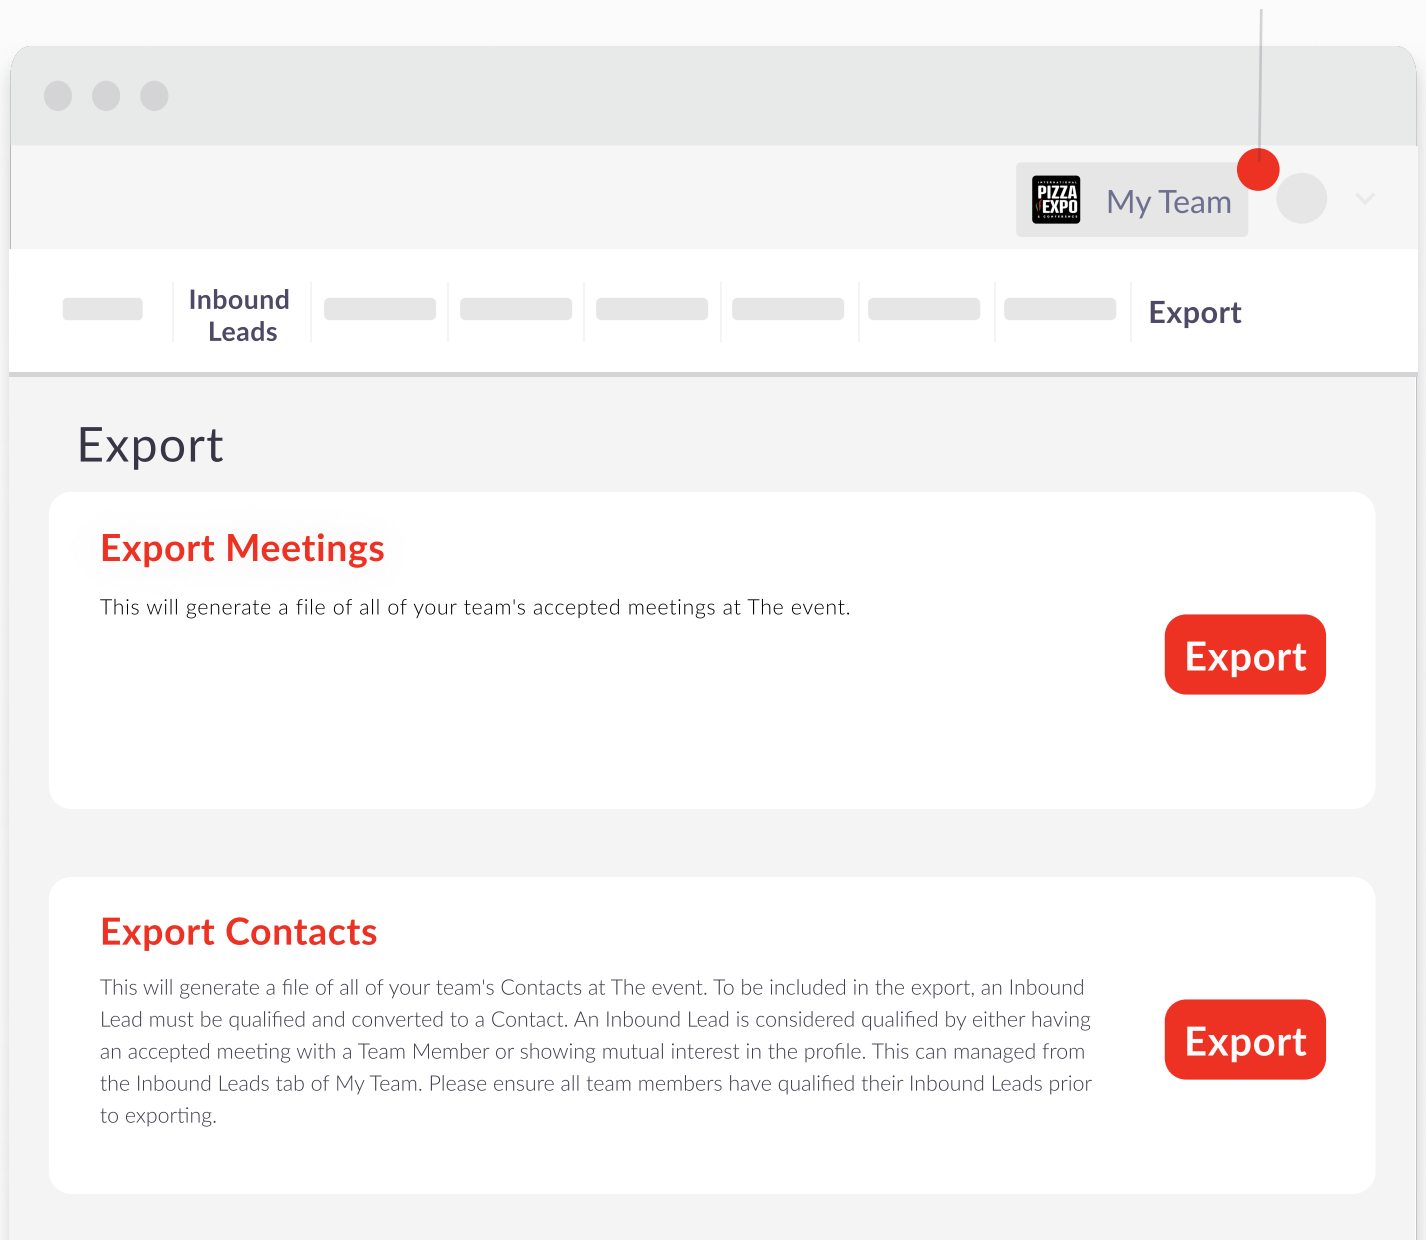 INTERNATIONAL
PIZZA
EXPO
& CONFERENCE
My Team
Inbound
Leads
Export
Export
Export Meetings
This will generate a file of all of your team's accepted meetings at The event.
Export
Export Contacts
This will generate a file of all of your team's Contacts at The event. To be included in the export, an Inbound
Lead must be qualified and converted to a Contact. An Inbound Lead is considered qualified by either having
an accepted meeting with a Team Member or showing mutual interest in the profile. This can managed from
the Inbound Leads tab of My Team. Please ensure all team members have qualified their Inbound Leads prior
to exporting.
Export